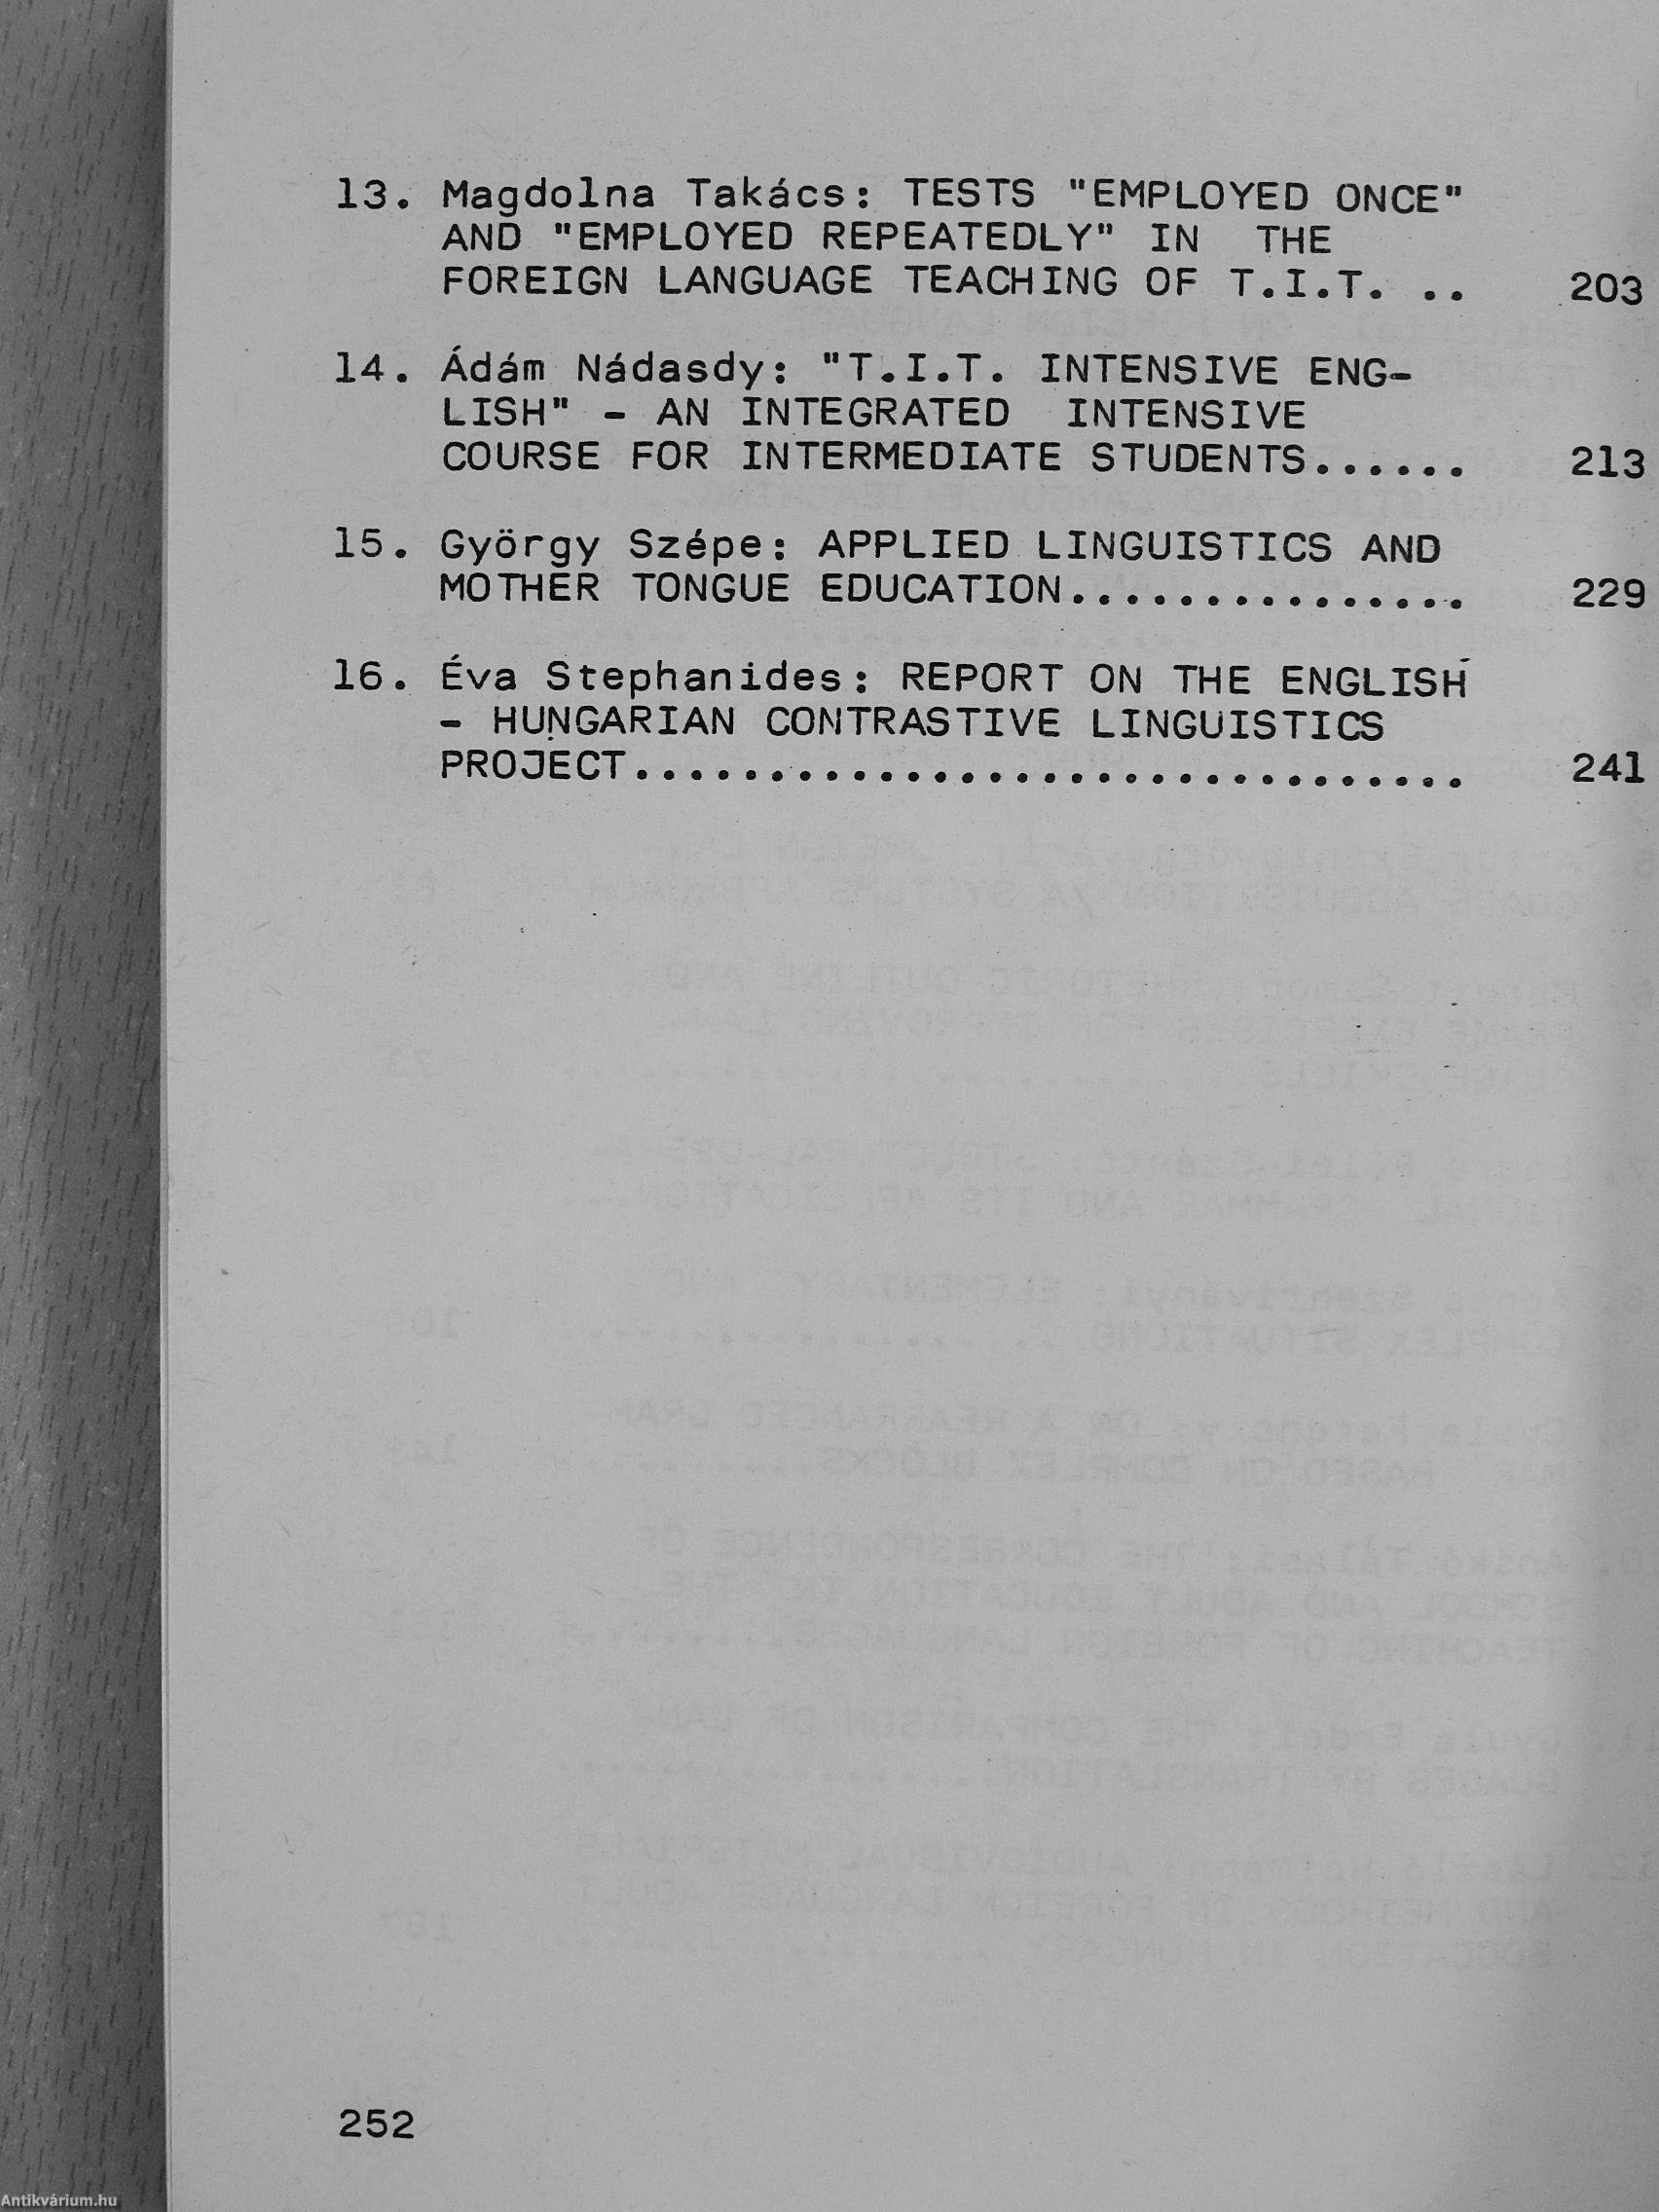 13. Magdolna Takács: TESTS "EMPLOYED ONCE"
AND "EMPLOYED REPEATEDLY" IN THE
FOREIGN LANGUAGE TEACHING OF T.I.T. .. 203
14. Ádám Nádasdy: "T.I.T. INTENSIVE ENG-
LISH" - AN INTEGRATED INTENSIVE
COURSE FOR INTERMEDIATE STUDENTS...... 213
15. György Szépe: APPLIED LINGUISTICS AND
MOTHER TONGUE EDUCATION............... 229
16. Éva Stephanides: REPORT ON THE ENGLISH
- HUNGARIAN CONTRASTIVE LINGUISTICS
PROJECT............................... 241
252
Antikvárium.hu